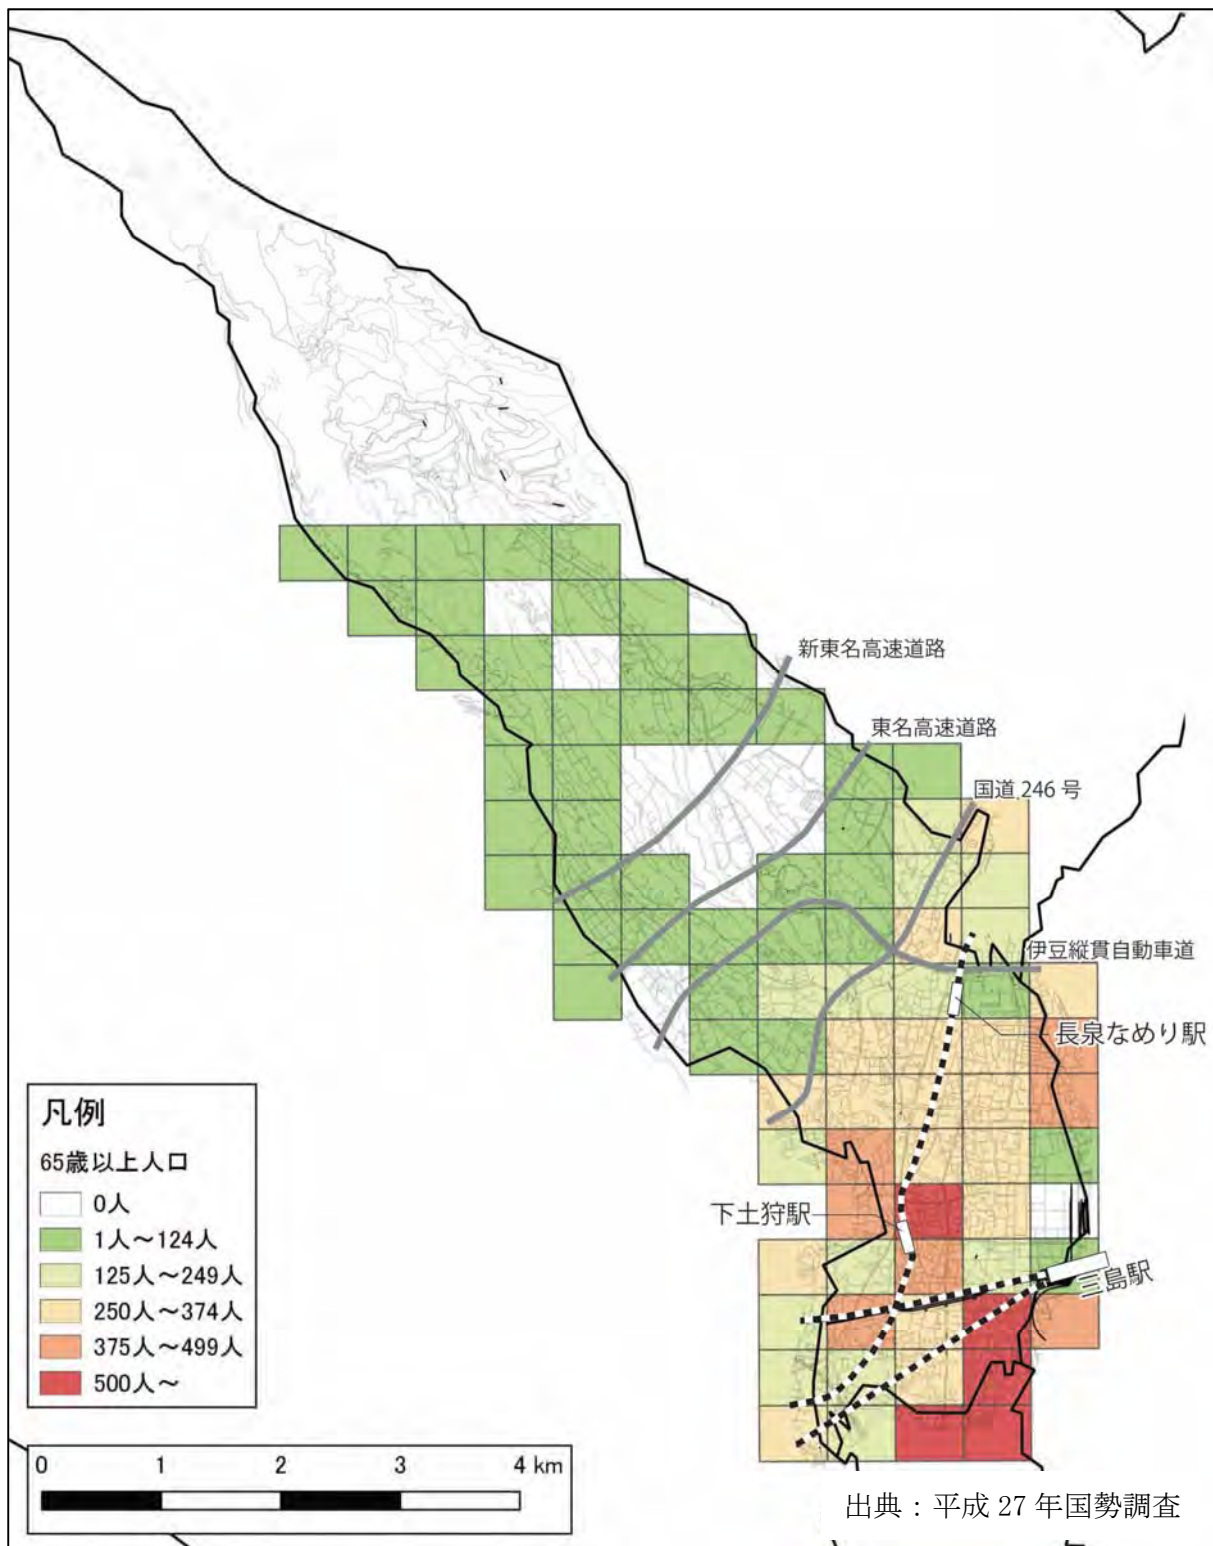 新東名高速道路
東名高速道路
国道 246 号
伊豆縦貫自動車道
長泉なめり駅
下土狩駅
三島駅
凡例
65歳以上人口
0人
1人～124人
125人～249人
250人～374人
375人～499人
500人～
0 1 2 3 4 km
出典：平成 27 年国勢調査